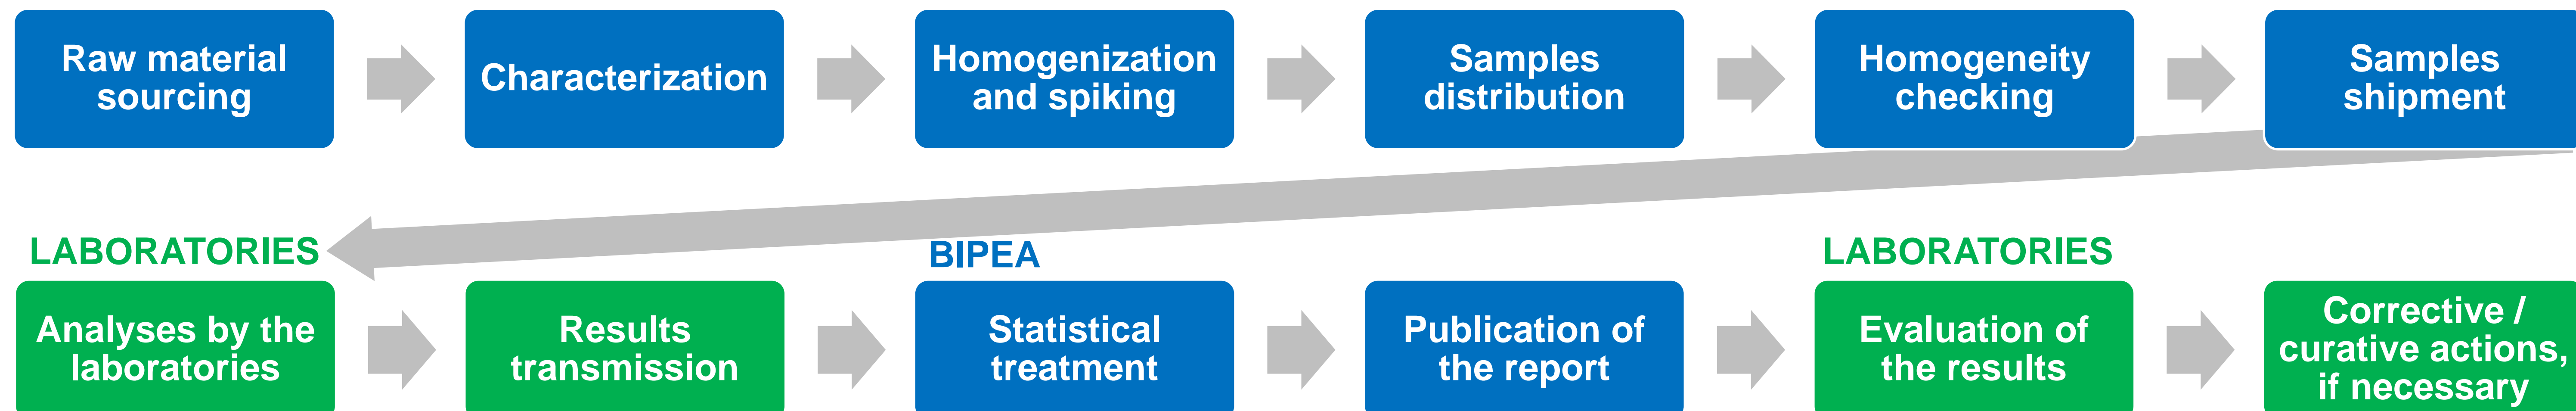 Raw material
sourcing
Characterization
Homogenization
and spiking
Samples
distribution
Homogeneity
checking
Samples
shipment
LABORATORIES
Analyses by the
laboratories
Results
transmission
BIPEA
Statistical
treatment
Publication of
the report
LABORATORIES
Evaluation of
the results
Corrective /
curative actions,
if necessary